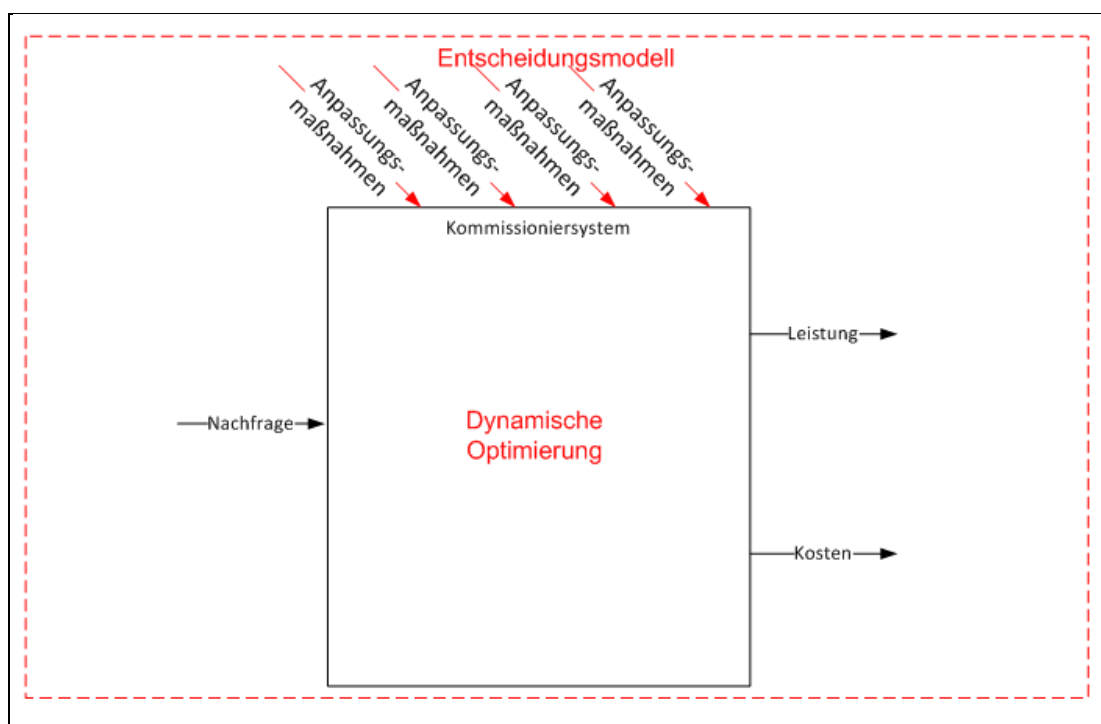 Entscheidungsmodell
Anpassungs-
maßnahmen
Anpassungs-
maßnahmen
Anpassungs-
maßnahmen
Anpassungs-
maßnahmen
Kommissioniersystem
Leistung
Nachfrage
Dynamische
Optimierung
Kosten